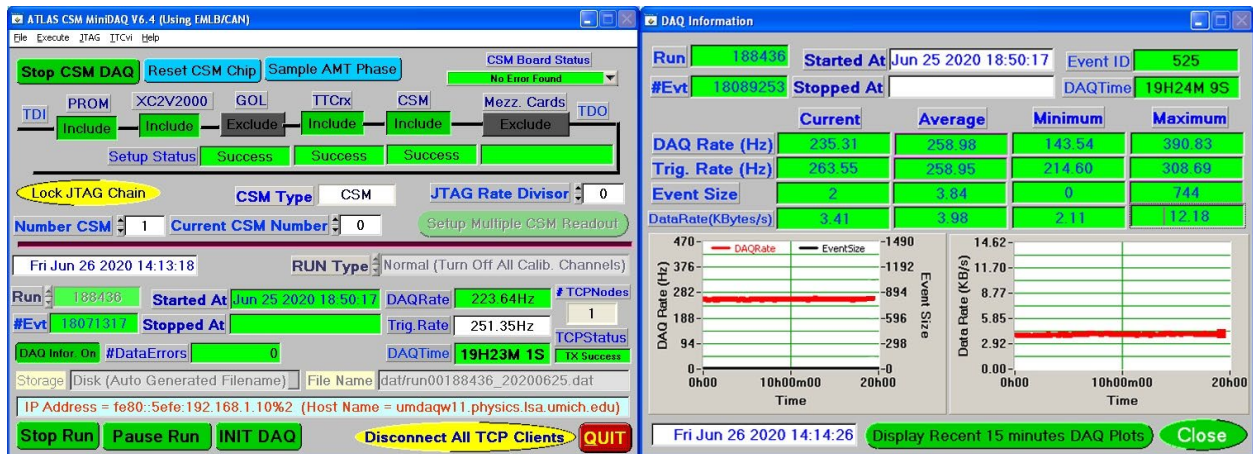 ATLAS CSM MiniDAQ V6.4 (Using EMLB/CAN)
File Execute JTAG TTCvi Help
Stop CSM DAQ Reset CSM Chip Sample AMT Phase
CSM Board Status
No Error Found
TDI PROM XC2V2000 GOL TTCrx CSM Mezz. Cards TDO
Include Include Exclude Include Include Exclude
Setup Status Success Success Success
Lock JTAG Chain CSM Type CSM JTAG Rate Divisor 0
Number CSM 1 Current CSM Number 0 Setup Multiple CSM Readout
Fri Jun 26 2020 14:13:18 RUN Type Normal (Turn Off All Calib. Channels)
Run 188436 Started At Jun 25 2020 18:50:17 DAQRate 223.64Hz # TCPNodes
1
#Evt 18071317 Stopped At Trig.Rate 251.35Hz
TCPStatus
DAQ Infor. On #DataErrors 0 DAQTime 19H23M 1S TX Success
Storage Disk (Auto Generated Filename) File Name dat/run00188436_20200625.dat
IP Address = fe80::5efe:192.168.1.10%2 (Host Name = umdaqw11.physics.lsa.umich.edu)
Stop Run Pause Run INIT DAQ Disconnect All TCP Clients QUIT
DAQ Information
Run 188436 Started At Jun 25 2020 18:50:17 Event ID 525
#Evt 18089253 Stopped At DAQTime 19H24M 9S
Current Average Minimum Maximum
DAQ Rate (Hz) 235.31 258.98 143.54 390.83
Trig. Rate (Hz) 263.55 258.95 214.60 308.69
Event Size 2 3.84 0 744
DataRate(KBytes/s) 3.41 3.98 2.11 12.18
DAQRate EventSize
DAQ Rate (Hz)
470
376
282
188
94
0
1490
1192
894
596
298
0
Event Size
0h00 10h00m00 20h00
Time
Data Rate (KB/s)
14.62
11.70
8.77
5.85
2.92
0.00
0h00 10h00m00 20h00
Time
Fri Jun 26 2020 14:14:26 Display Recent 15 minutes DAQ Plots Close